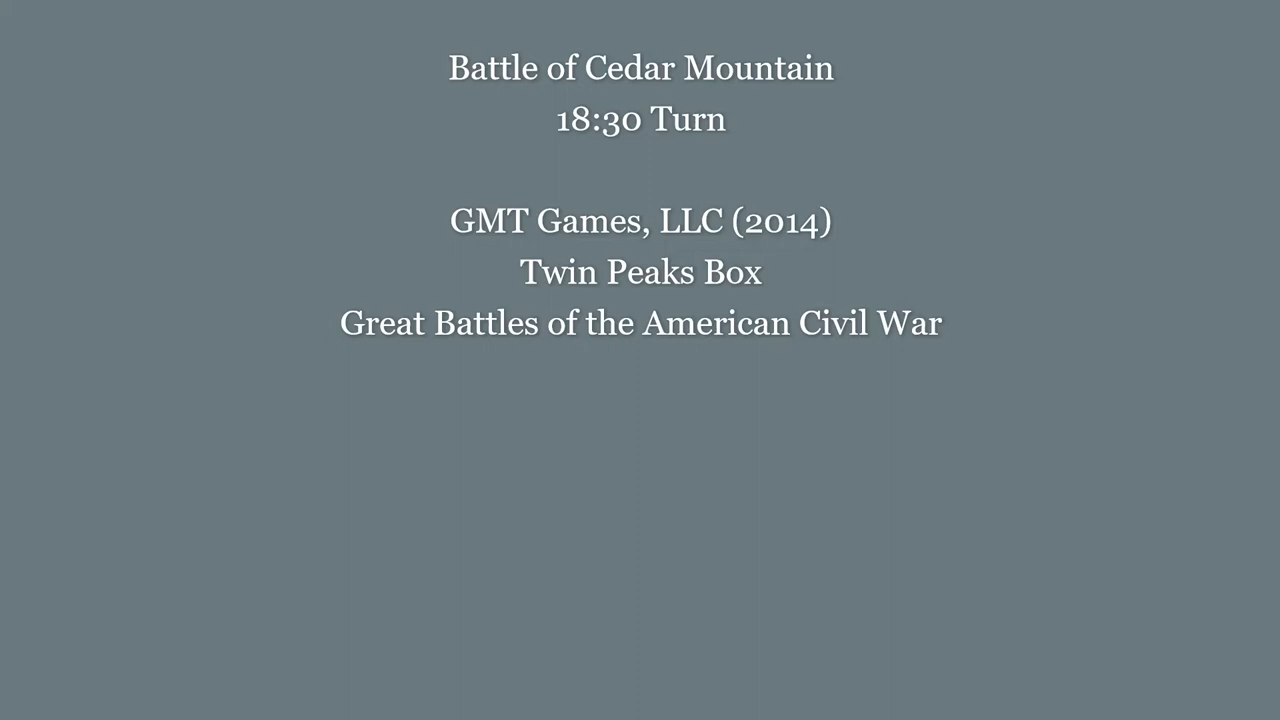 Battle of Cedar Mountain
18:30 Turn
GMT Games, LLC (2014)
Twin Peaks Box
Great Battles of the American Civil War